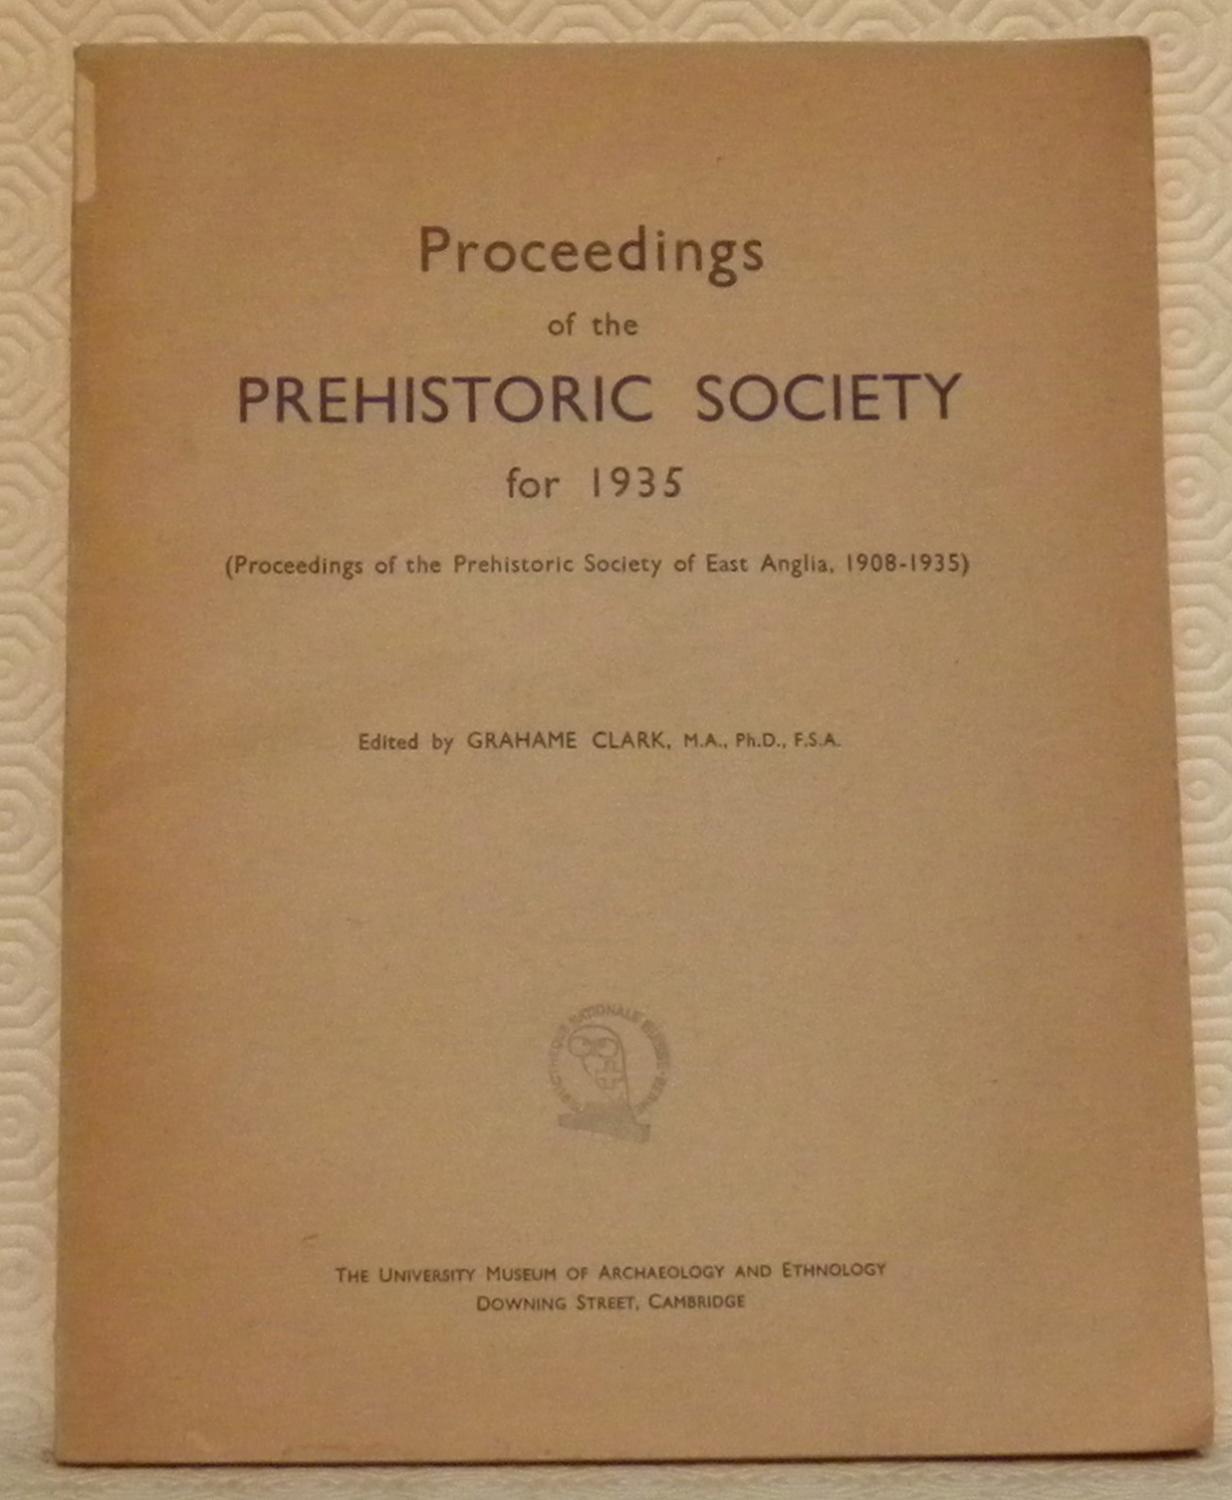 Proceedings
of the
PREHISTORIC SOCIETY
for 1935
(Proceedings of the Prehistoric Society of East Anglia, 1908-1935)
Edited by GRAHAME CLARK, M.A., Ph.D., F.S.A.
NATIONALE
THE UNIVERSITY MUSEUM OF ARCHAEOLOGY AND ETHNOLOGY
DOWNING STREET, CAMBRIDGE